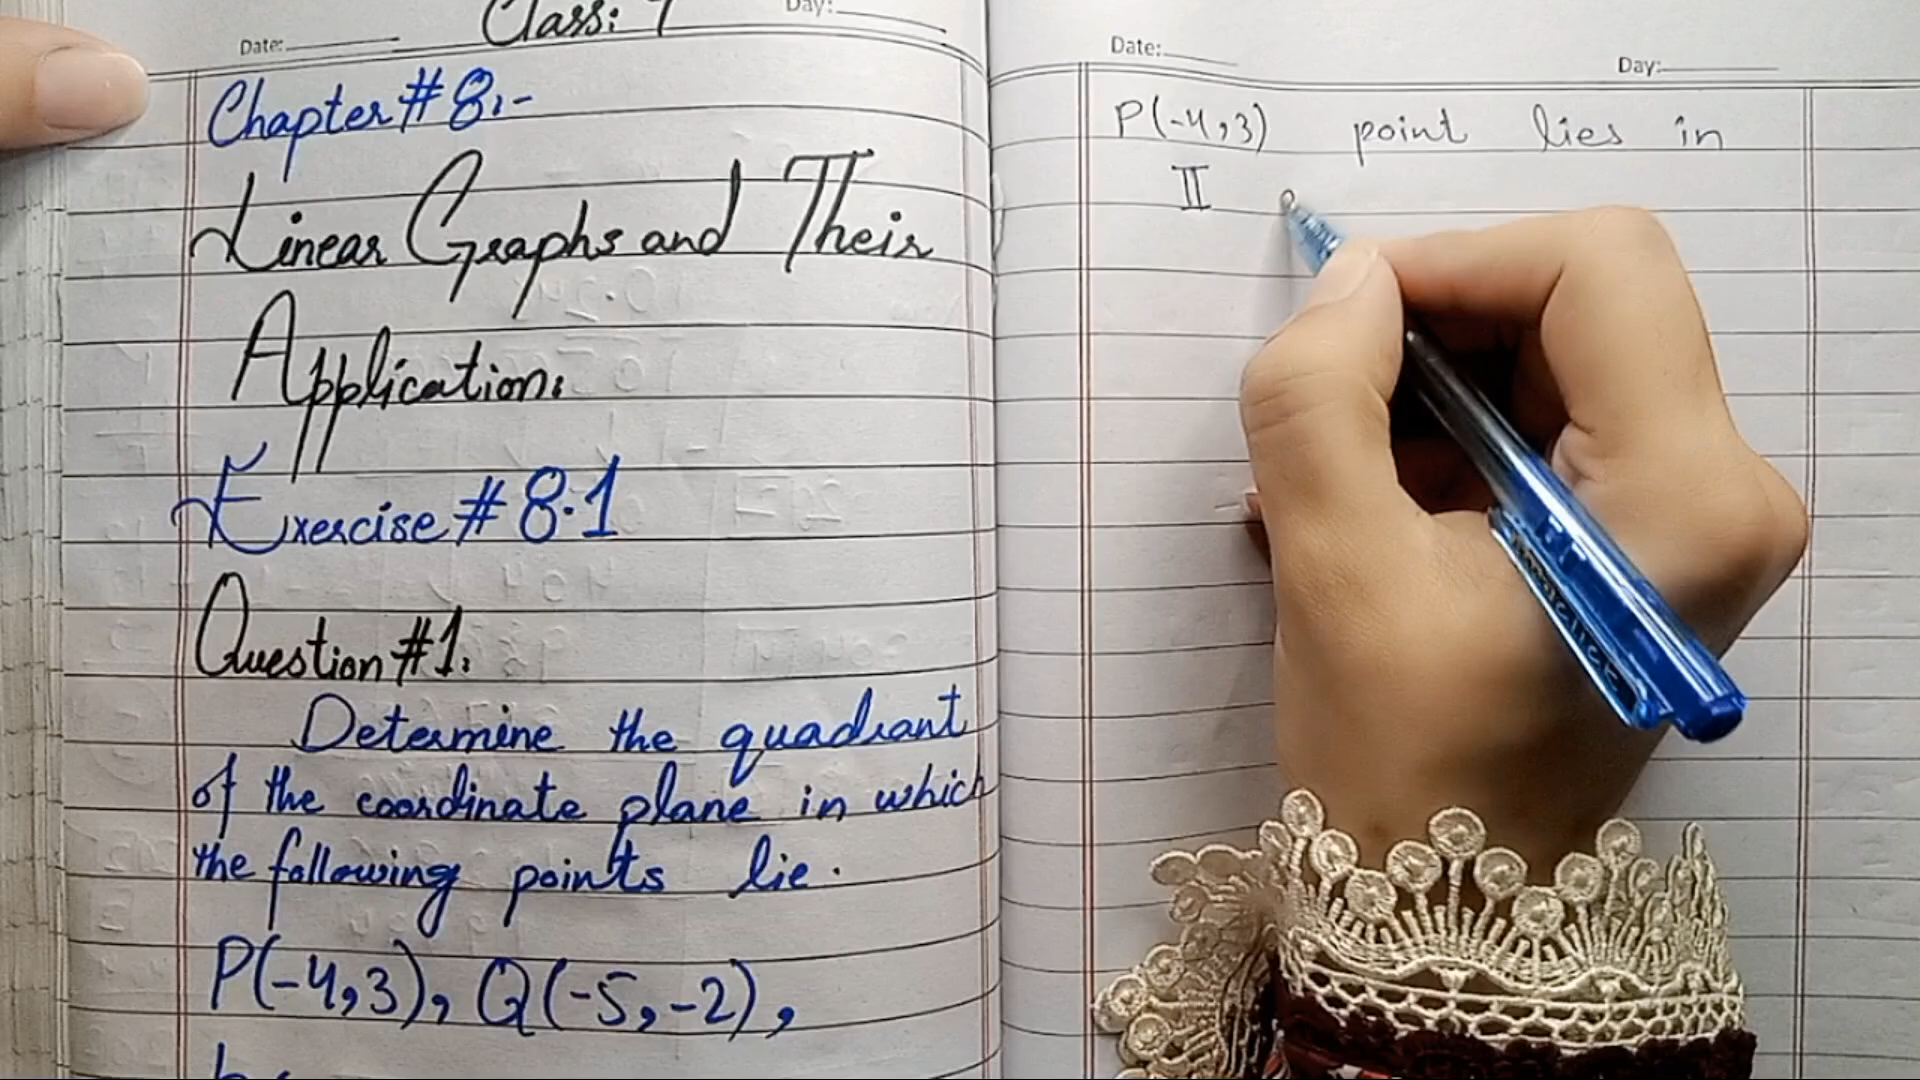 Class: 9
Day:
Date:
Chapter # 8:-
Linear Graphs and Their
Application.
Exercise # 8.1
Question #1.
Determine the quadrant
of the coordinate plane in which
the following points lie.
P(-4,3), Q(-5,-2),
Date:
Day:
P(-4,3) point lies in
II